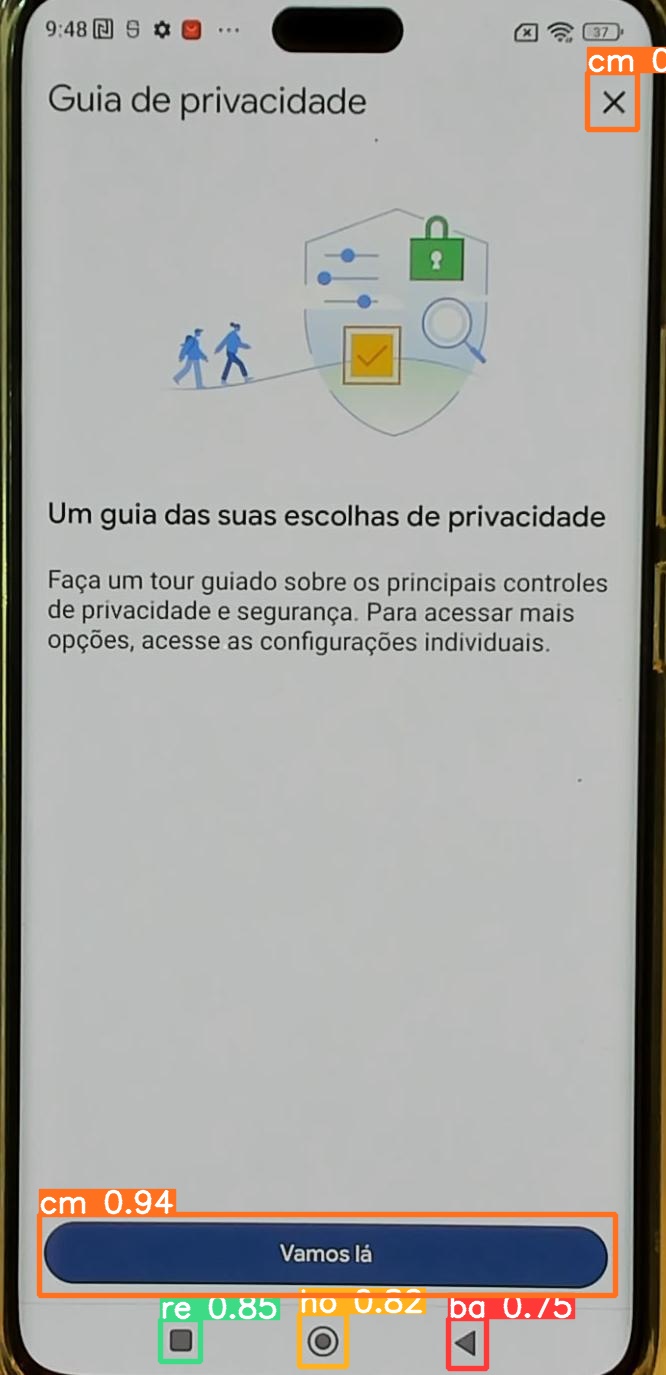 9:48
37
cm 0
Guia de privacidade
Um guia das suas escolhas de privacidade
Faça um tour guiado sobre os principais controles
de privacidade e segurança. Para acessar mais
opções, acesse as configurações individuais.
cm 0.94
Vamos lá
re 0.85 ho 0.82 ba 0.75